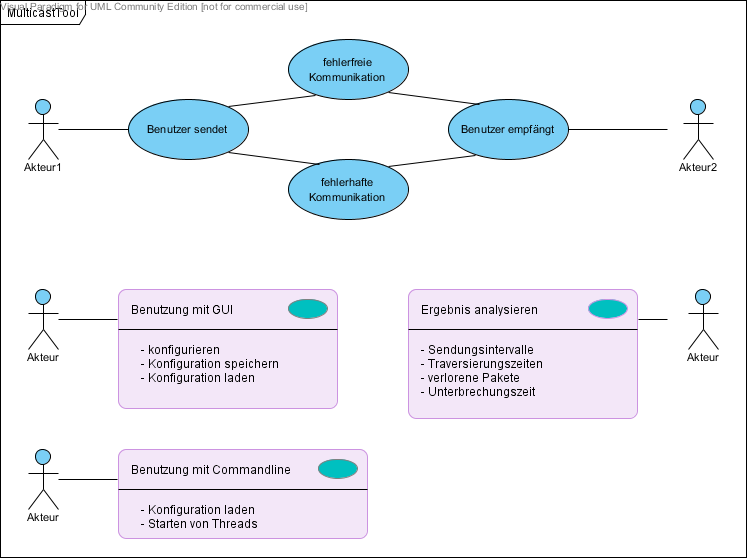 Visual Paradigm for UML Community Edition [not for commercial use]
MulticastTool
fehlerfreie
Kommunikation
Benutzer sendet
Benutzer empfängt
Akteur1
Akteur2
fehlerhafte
Kommunikation
Benutzung mit GUI
- konfigurieren
- Konfiguration speichern
- Konfiguration laden
Akteur
Ergebnis analysieren
- Sendungsintervalle
- Traversierungszeiten
- verlorene Pakete
- Unterbrechungszeit
Akteur
Benutzung mit Commandline
- Konfiguration laden
- Starten von Threads
Akteur